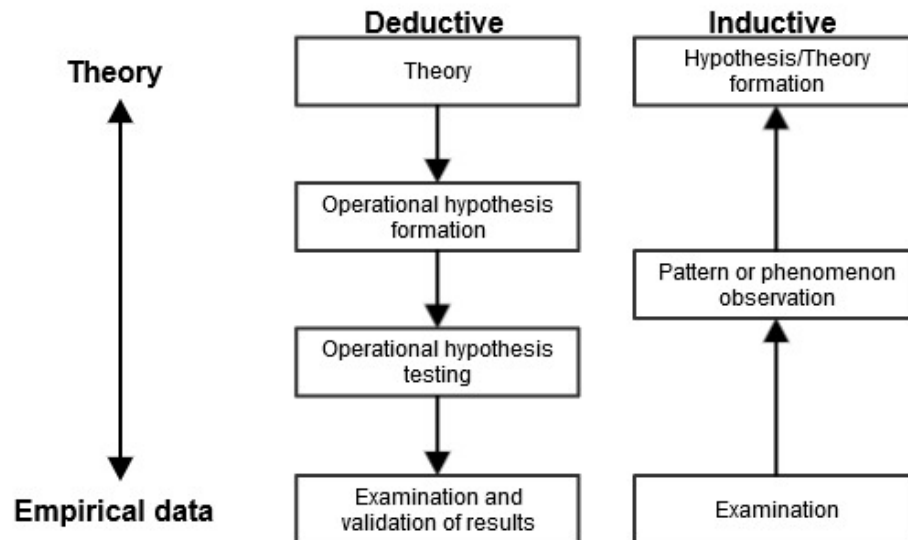 Deductive
Inductive
Theory
Theory
Hypothesis/Theory
formation
Operational hypothesis
formation
Pattern or phenomenon
observation
Operational hypothesis
testing
Empirical data
Examination and
validation of results
Examination